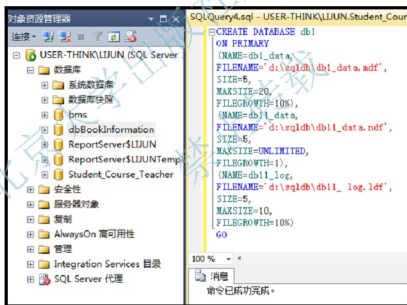 对象资源管理器
连接
USER-THINK\LIJUN (SQL Server
数据库
系统数据库
数据库快照
bms
dbBookInformation
ReportServer$LIJUN
ReportServer$LIJUNTemp
Student_Course_Teacher
安全性
服务器对象
复制
AlwaysOn 高可用性
管理
Integration Services 目录
SQL Server 代理
SQLQuery4.sql - USER-THINK\LIJUN.Student_Cour
CREATE DATABASE db1
ON PRIMARY
(NAME=db1_data,
FILENAME='d:\sqldb\db1_data.mdf',
SIZE=5,
MAXSIZE=20,
FILEGROWTH=10%),
(NAME=db11_data,
FILENAME='d:\sqldb\db11_data.ndf',
SIZE=5,
MAXSIZE=UNLIMITED,
FILEGROWTH=1),
(NAME=db11_log,
FILENAME='d:\sqldb\db11_ log.ldf',
SIZE=5,
MAXSIZE=10,
FILEGROWTH=10%)
GO
100 %
消息
命令已成功完成。